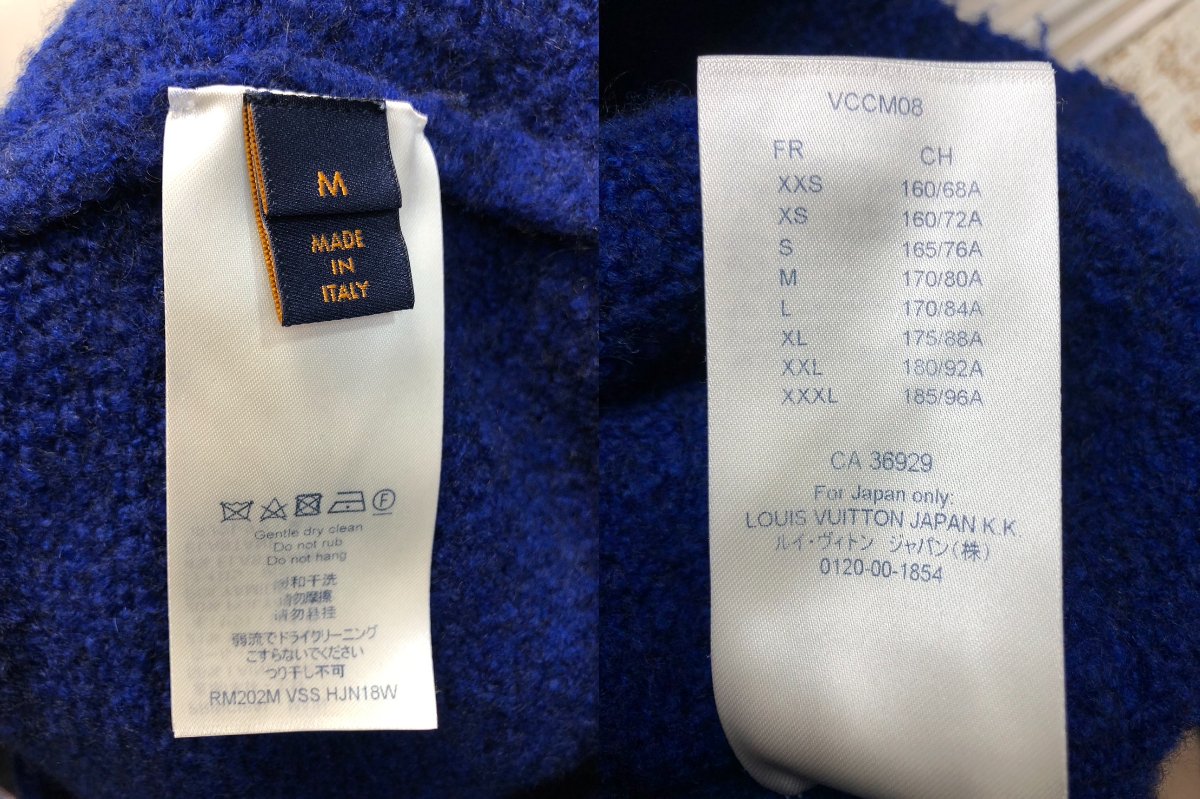 M
MADE
IN
ITALY
F
Gentle dry clean
Do not rub
Do not hang
柔和干洗
请勿摩擦
请勿悬挂
弱流でドライクリーニング
こすらないでください
つり干し不可
RM202M VSS HJN18W
VCCM08
FR CH
XXS 160/68A
XS 160/72A
S 165/76A
M 170/80A
L 170/84A
XL 175/88A
XXL 180/92A
XXXL 185/96A
CA 36929
For Japan only:
LOUIS VUITTON JAPAN K.K
ルイ・ヴィトン ジャパン(株)
0120-00-1854